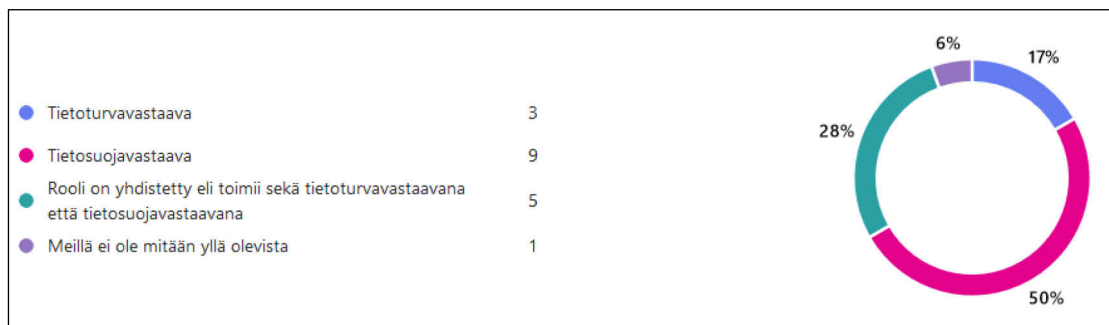 Tietoturvavastaava 3
Tietosuojavastaava 9
Rooli on yhdistetty eli toimii sekä tietoturvavastaavana
että tietosuojavastaavana 5
Meillä ei ole mitään yllä olevista 1
6%
17%
28%
50%